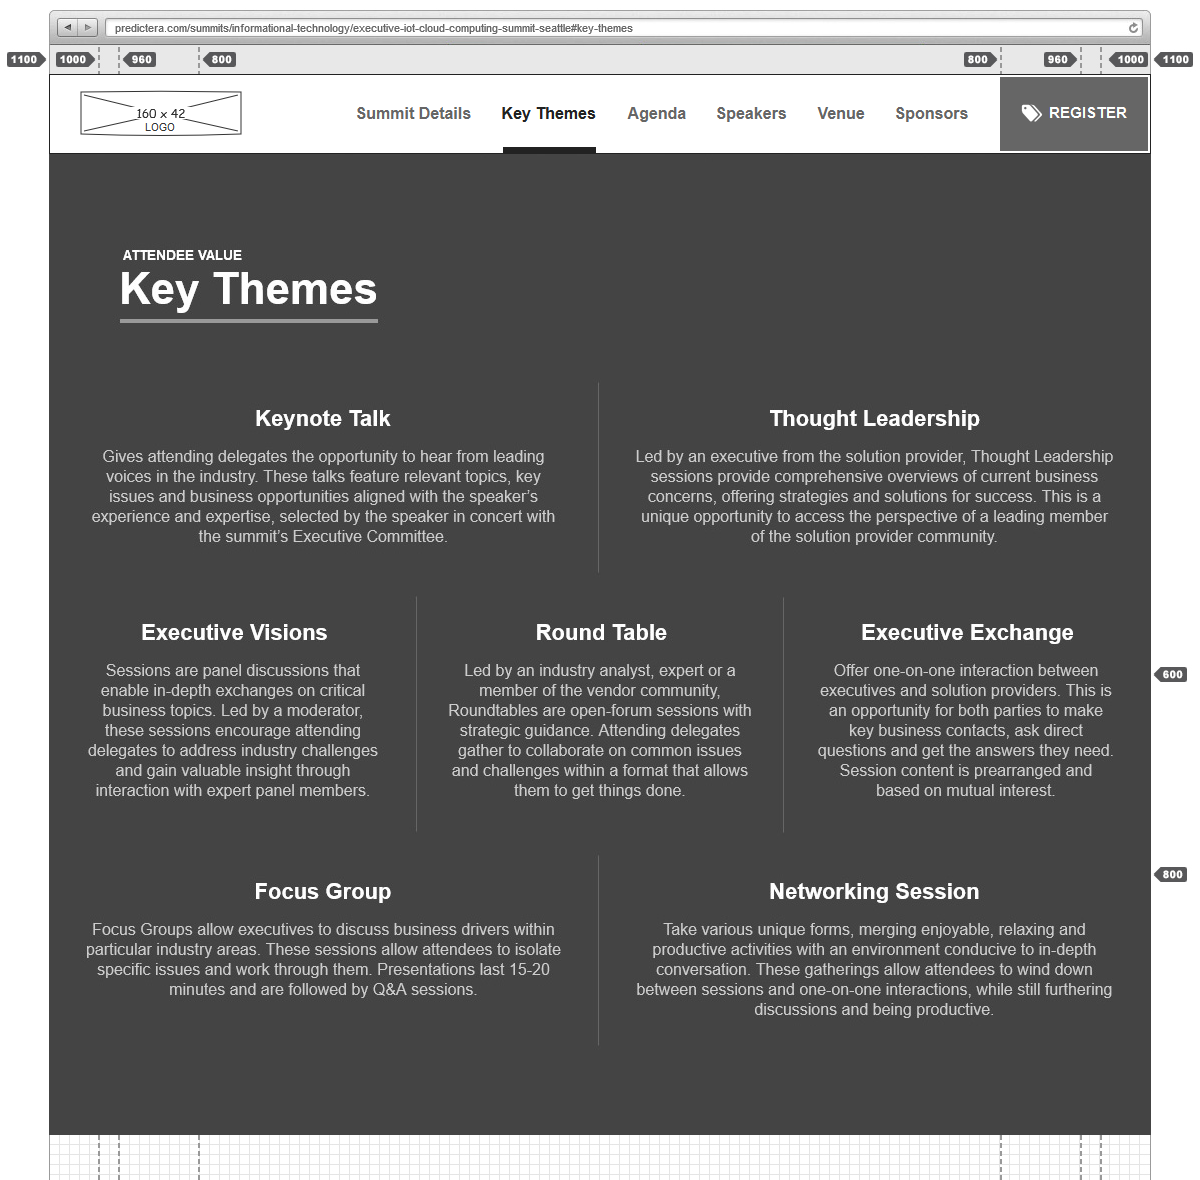 predictera.com/summits/informational-technology/executive-iot-cloud-computing-summit-seattle#key-themes
1100 1000 960 800 800 960 1000 1100
160 x 42
LOGO
Summit Details Key Themes Agenda Speakers Venue Sponsors REGISTER
ATTENDEE VALUE
Key Themes
Keynote Talk
Gives attending delegates the opportunity to hear from leading
voices in the industry. These talks feature relevant topics, key
issues and business opportunities aligned with the speaker’s
experience and expertise, selected by the speaker in concert with
the summit’s Executive Committee.
Thought Leadership
Led by an executive from the solution provider, Thought Leadership
sessions provide comprehensive overviews of current business
concerns, offering strategies and solutions for success. This is a
unique opportunity to access the perspective of a leading member
of the solution provider community.
Executive Visions
Sessions are panel discussions that
enable in-depth exchanges on critical
business topics. Led by a moderator,
these sessions encourage attending
delegates to address industry challenges
and gain valuable insight through
interaction with expert panel members.
Round Table
Led by an industry analyst, expert or a
member of the vendor community,
Roundtables are open-forum sessions with
strategic guidance. Attending delegates
gather to collaborate on common issues
and challenges within a format that allows
them to get things done.
Executive Exchange
Offer one-on-one interaction between
executives and solution providers. This is
an opportunity for both parties to make
key business contacts, ask direct
questions and get the answers they need.
Session content is prearranged and
based on mutual interest.
600
800
Focus Group
Focus Groups allow executives to discuss business drivers within
particular industry areas. These sessions allow attendees to isolate
specific issues and work through them. Presentations last 15-20
minutes and are followed by Q&A sessions.
Networking Session
Take various unique forms, merging enjoyable, relaxing and
productive activities with an environment conducive to in-depth
conversation. These gatherings allow attendees to wind down
between sessions and one-on-one interactions, while still furthering
discussions and being productive.